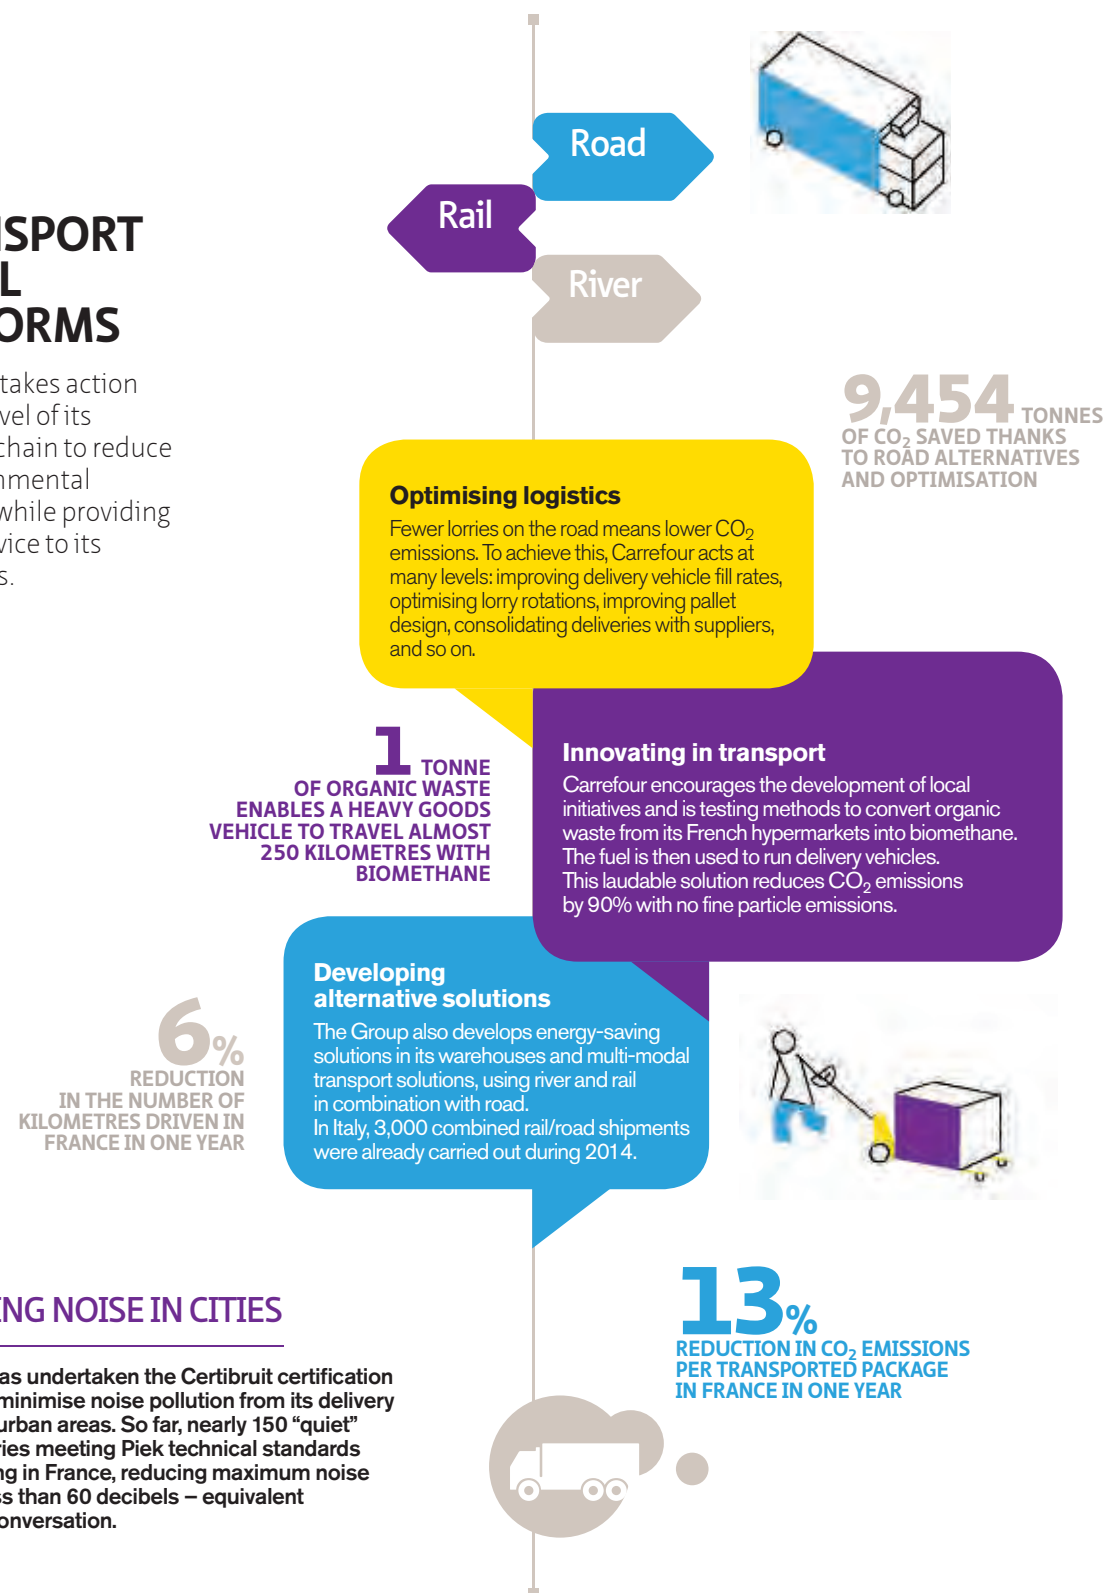 Road
Rail
River
NSPORT
L
ORMS
takes action
vel of its
chain to reduce
nmental
while providing
vice to its
s.
9,454 TONNES
OF CO2 SAVED THANKS
TO ROAD ALTERNATIVES
AND OPTIMISATION
Optimising logistics
Fewer lorries on the road means lower CO2
emissions. To achieve this, Carrefour acts at
many levels: improving delivery vehicle fill rates,
optimising lorry rotations, improving pallet
design, consolidating deliveries with suppliers,
and so on.
1 TONNE
OF ORGANIC WASTE
ENABLES A HEAVY GOODS
VEHICLE TO TRAVEL ALMOST
250 KILOMETRES WITH
BIOMETHANE
Innovating in transport
Carrefour encourages the development of local
initiatives and is testing methods to convert organic
waste from its French hypermarkets into biomethane.
The fuel is then used to run delivery vehicles.
This laudable solution reduces CO2 emissions
by 90% with no fine particle emissions.
Developing
alternative solutions
The Group also develops energy-saving
solutions in its warehouses and multi-modal
transport solutions, using river and rail
in combination with road.
In Italy, 3,000 combined rail/road shipments
were already carried out during 2014.
6%
REDUCTION
IN THE NUMBER OF
KILOMETRES DRIVEN IN
FRANCE IN ONE YEAR
13%
REDUCTION IN CO2 EMISSIONS
PER TRANSPORTED PACKAGE
IN FRANCE IN ONE YEAR
ING NOISE IN CITIES
as undertaken the Certibruit certification
minimise noise pollution from its delivery
urban areas. So far, nearly 150 “quiet”
ries meeting Piek technical standards
ng in France, reducing maximum noise
ss than 60 decibels – equivalent
onversation.